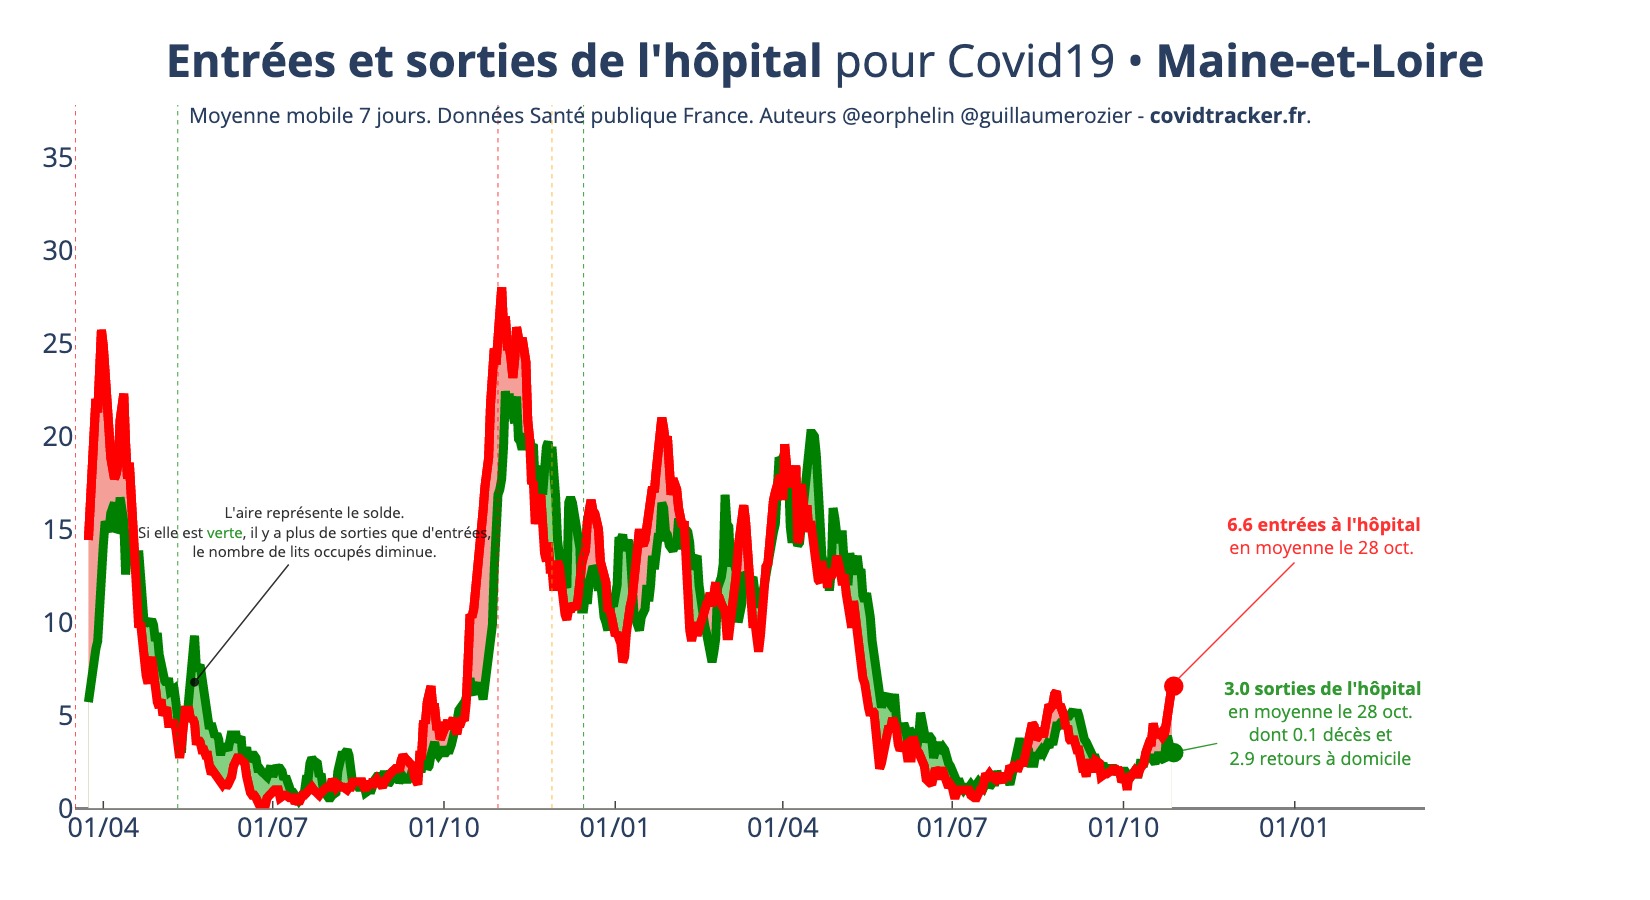 Entrées et sorties de l'hôpital pour Covid19 • Maine-et-Loire
Moyenne mobile 7 jours. Données Santé publique France. Auteurs @eorphelin @guillaumerozier - covidtracker.fr.
35
30
25
20
15
10
5
0
L'aire représente le solde.
Si elle est verte, il y a plus de sorties que d'entrées,
le nombre de lits occupés diminue.
6.6 entrées à l'hôpital
en moyenne le 28 oct.
3.0 sorties de l'hôpital
en moyenne le 28 oct.
dont 0.1 décès et
2.9 retours à domicile
01/04 01/07 01/10 01/01 01/04 01/07 01/10 01/01